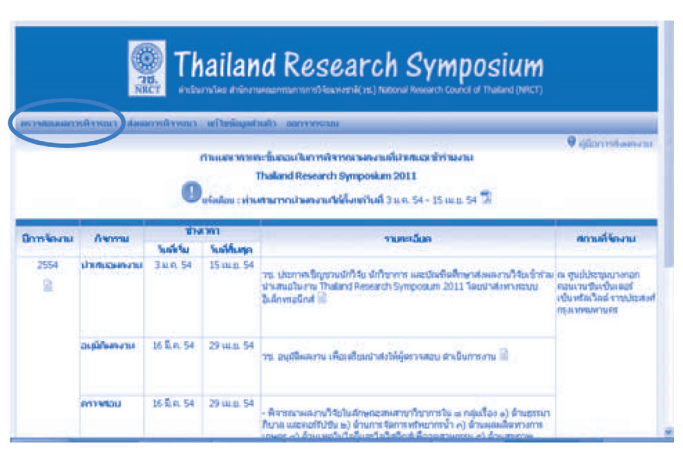 Thailand Research Symposium
วช.
NRCT
ดำเนินงานโดย สำนักงานคณะกรรมการวิจัยแห่งชาติ(วช.) National Research Council of Thailand (NRCT)
ตรวจสอบผลการพิจารณา ส่งผลการพิจารณา แก้ไขข้อมูลส่วนตัว ออกจากระบบ
คู่มือการส่งผลงาน
กำหนดเวลาและขั้นตอนในการพิจารณาผลงานที่นำเสนอเข้าร่วมงาน
Thailand Research Symposium 2011
แจ้งเตือน : ท่านสามารถนำผลงานได้ตั้งแต่วันที่ 3 ม.ค. 54 - 15 เม.ย. 54
ปีการจัดงาน กิจกรรม ช่วงเวลา รายละเอียด สถานที่จัดงาน
วันที่เริ่ม วันที่สิ้นสุด
2554 นำเสนอผลงาน 3 ม.ค. 54 15 เม.ย. 54
วช. ประกาศเชิญชวนนักวิจัย นักวิชาการ และบัณฑิตศึกษาส่งผลงานวิจัยเข้าร่วม
นำเสนอในงาน Thailand Research Symposium 2011 โดยนำส่งทางระบบ
อิเล็กทรอนิกส์
ณ ศูนย์ประชุมบางกอก
คอนเวนชันเซ็นเตอร์
เซ็นทรัลเวิลด์ ราชประสงค์
กรุงเทพมหานคร
อนุมัติผลงาน 16 มี.ค. 54 29 เม.ย. 54
วช. อนุมัติผลงาน เพื่อเตรียมนำส่งให้ผู้ตรวจสอบ ดำเนินการงาน
ตรวจสอบ 16 มี.ค. 54 29 เม.ย. 54
- พิจารณาผลงานวิจัยในลักษณะสหสาขาวิชาการใน ๗ กลุ่มเรื่อง ๑) ด้านธรรมา
ภิบาล และคอร์รัปชัน ๒) ด้านการจัดการทรัพยากรน้ำ ๓) ด้านผลผลิตทางการ